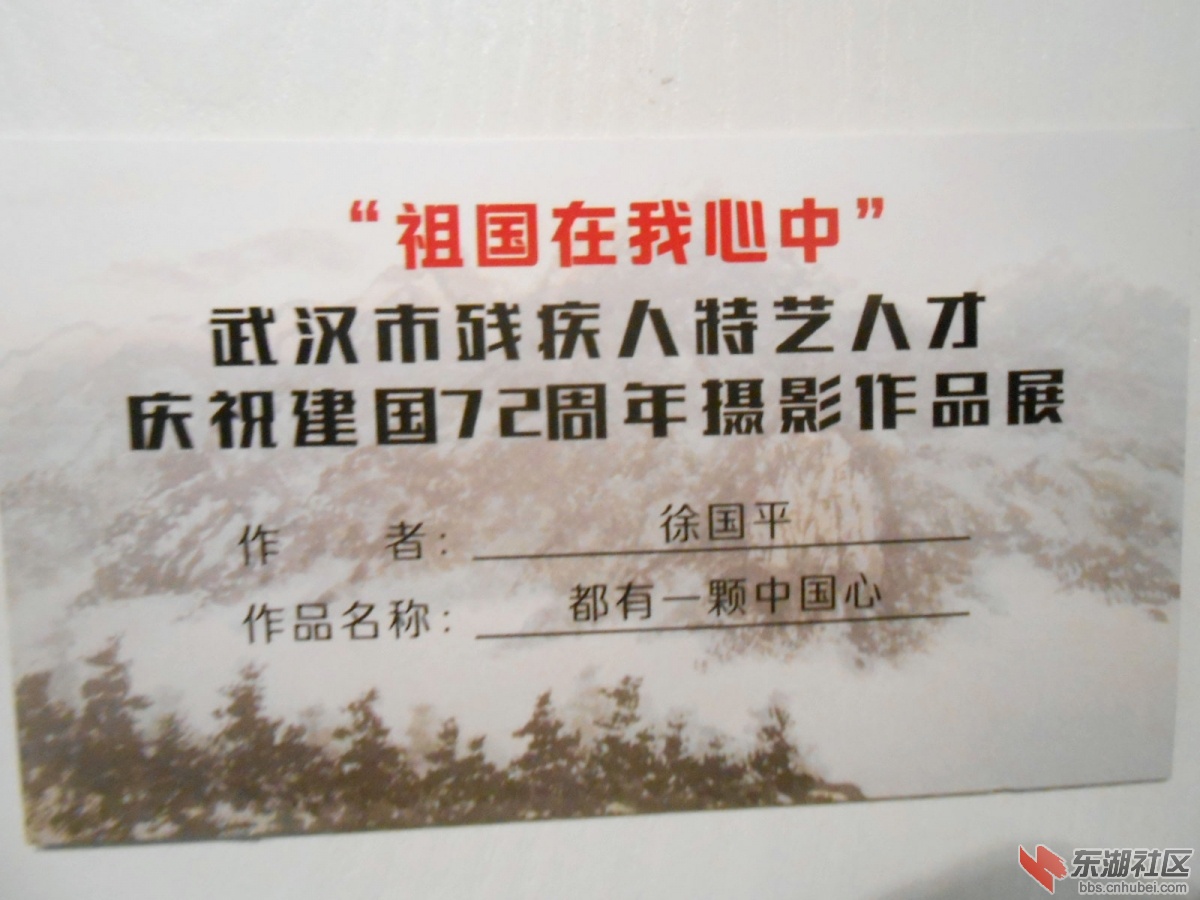 “祖国在我心中”
武汉市残疾人特艺人才
庆祝建国72周年摄影作品展
作 者: 徐国平
作品名称: 都有一颗中国心
东湖社区
bbs.cnhubei.com